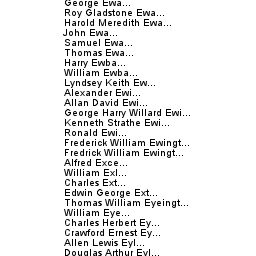 George Ewa...
Roy Gladstone Ewa...
Harold Meredith Ewa...
John Ewa...
Samuel Ewa...
Thomas Ewa...
Harry Ewba...
William Ewba...
Lyndsey Keith Ew...
Alexander Ewi...
Allan David Ewi...
George Harry Willard Ewi...
Kenneth Strathe Ewi...
Ronald Ewi...
Frederick William Ewingt...
Fredrick William Ewingt...
Alfred Exce...
William Exl...
Charles Ext...
Edwin George Ext...
Thomas William Eyeingt...
William Eye...
Charles Herbert Ey...
Crawford Ernest Ey...
Allen Lewis Eyl...
Douglas Arthur Eyl...